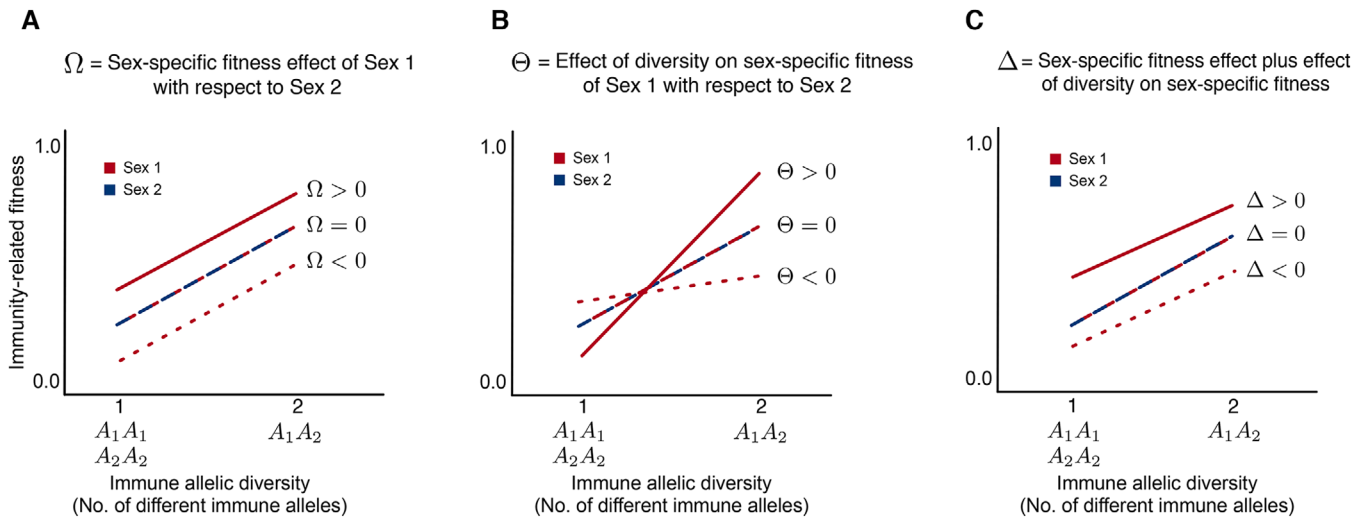 A
Ω = Sex-specific fitness effect of Sex 1
with respect to Sex 2
Immunity-related fitness
1.0
0.0
Sex 1
Sex 2
Ω > 0
Ω = 0
Ω < 0
1
2
A₁A₁
A₁A₂
A₂A₂
Immune allelic diversity
(No. of different immune alleles)
B
Θ = Effect of diversity on sex-specific fitness
of Sex 1 with respect to Sex 2
1.0
0.0
Sex 1
Sex 2
Θ > 0
Θ = 0
Θ < 0
1
2
A₁A₁
A₁A₂
A₂A₂
Immune allelic diversity
(No. of different immune alleles)
C
Δ = Sex-specific fitness effect plus effect
of diversity on sex-specific fitness
1.0
0.0
Sex 1
Sex 2
Δ > 0
Δ = 0
Δ < 0
1
2
A₁A₁
A₁A₂
A₂A₂
Immune allelic diversity
(No. of different immune alleles)